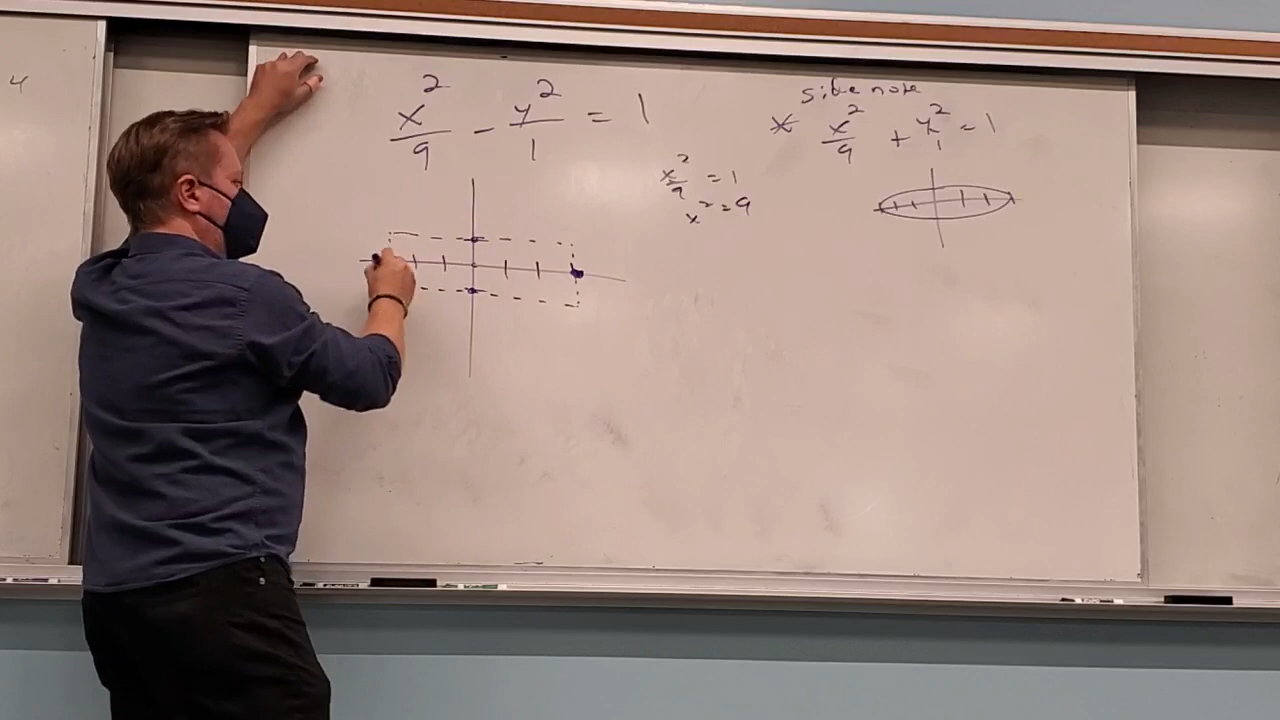 4
x²/9 - y²/1 = 1
x²/9 = 1
x² = 9
side note
* x²/9 + y²/1 = 1